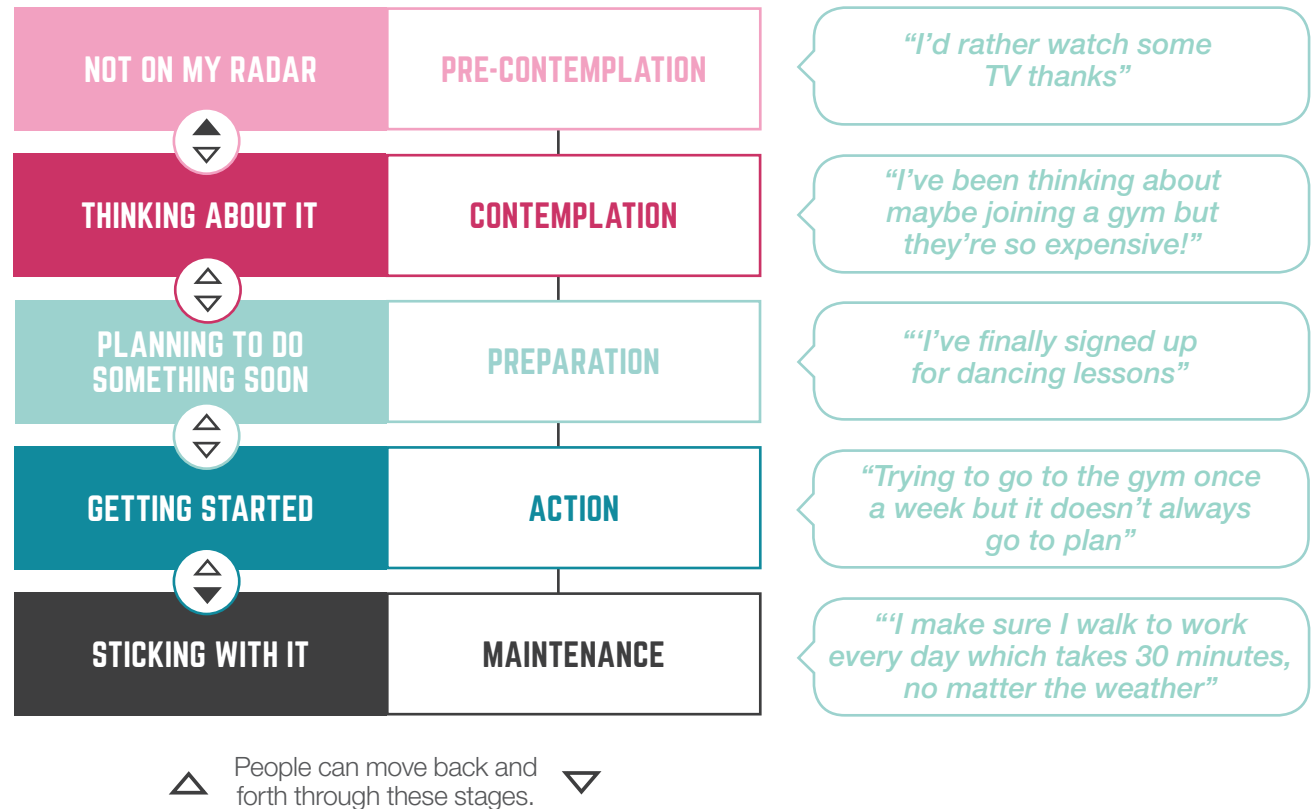 NOT ON MY RADAR
PRE-CONTEMPLATION
“I’d rather watch some
TV thanks”
THINKING ABOUT IT
CONTEMPLATION
“I’ve been thinking about
maybe joining a gym but
they’re so expensive!”
PLANNING TO DO
SOMETHING SOON
PREPARATION
“‘I’ve finally signed up
for dancing lessons”
GETTING STARTED
ACTION
“Trying to go to the gym once
a week but it doesn’t always
go to plan”
STICKING WITH IT
MAINTENANCE
“‘I make sure I walk to work
every day which takes 30 minutes,
no matter the weather”
People can move back and
forth through these stages.